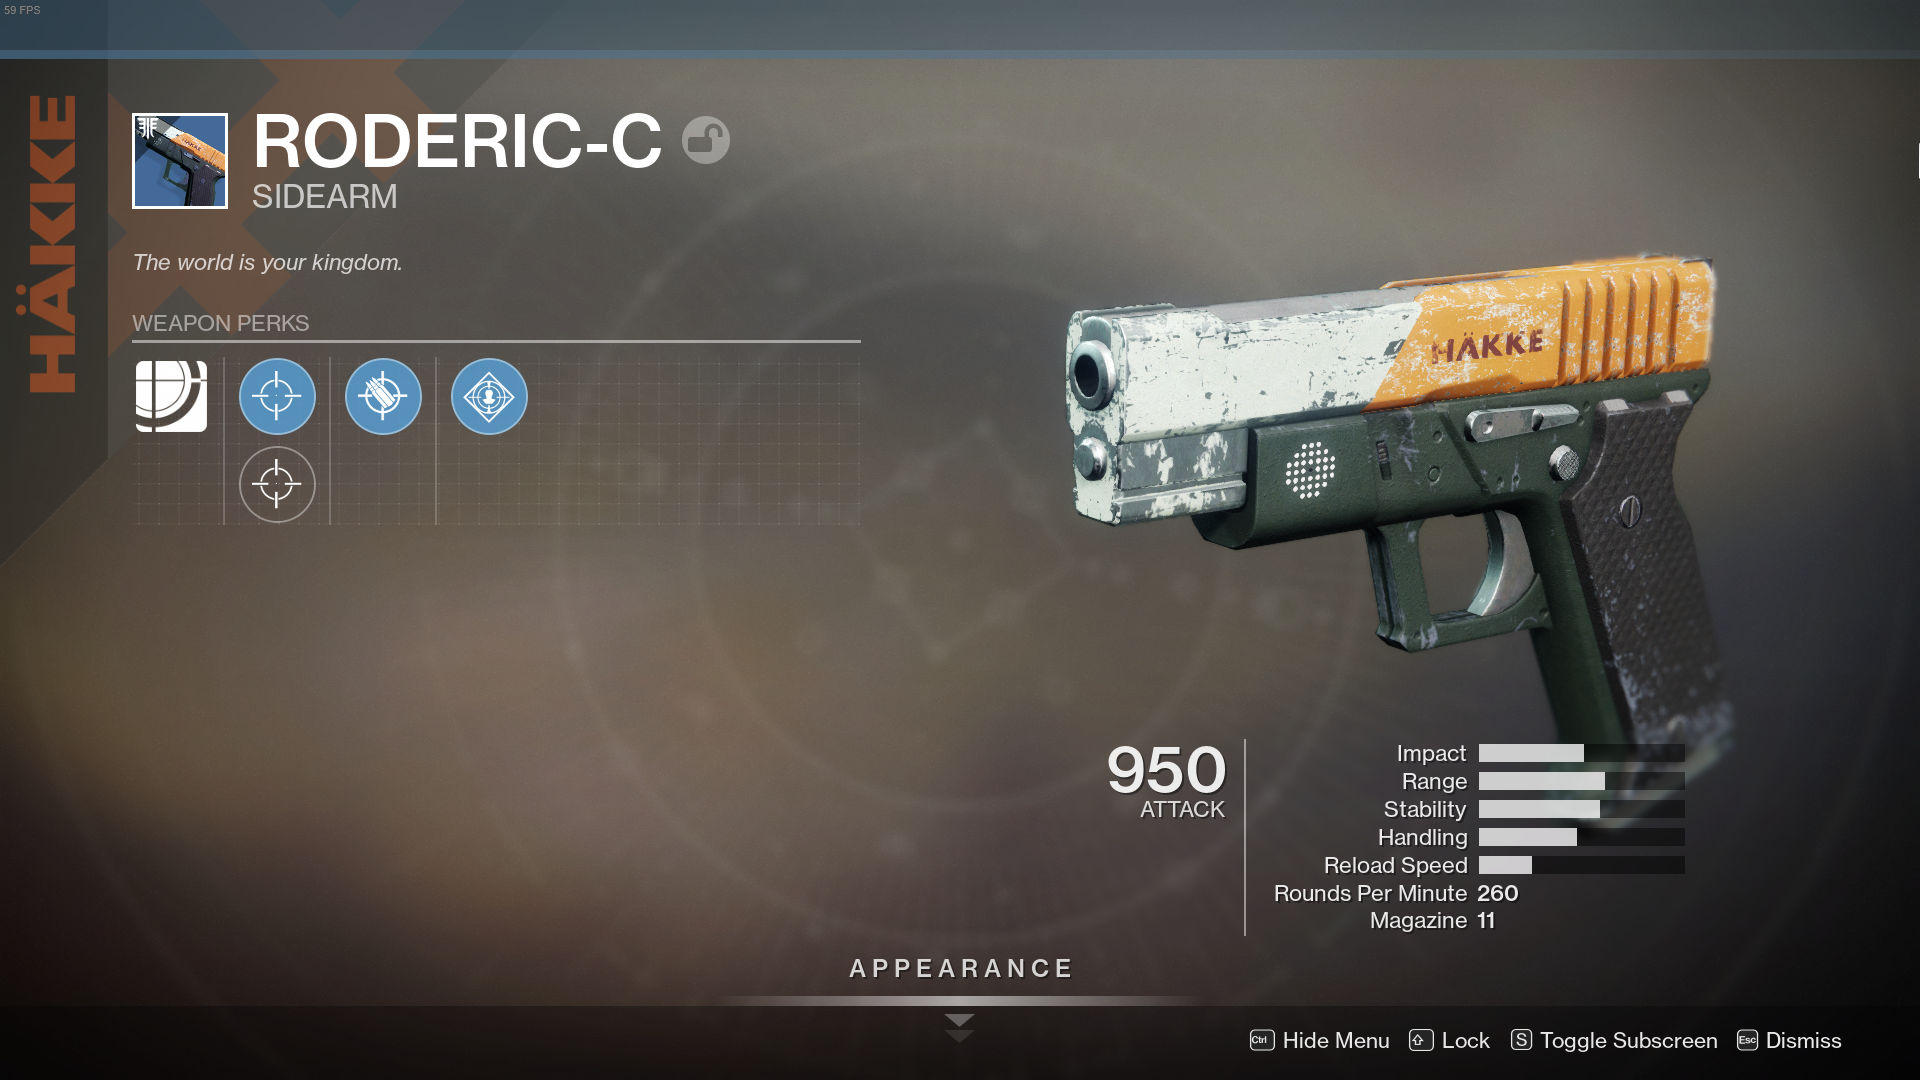 59 FPS
HÄKKE
RODERIC-C
SIDEARM
The world is your kingdom.
WEAPON PERKS
HÄKKE
HÄKKE
950
ATTACK
Impact
Range
Stability
Handling
Reload Speed
Rounds Per Minute 260
Magazine 11
APPEARANCE
Ctrl Hide Menu Lock S Toggle Subscreen Esc Dismiss